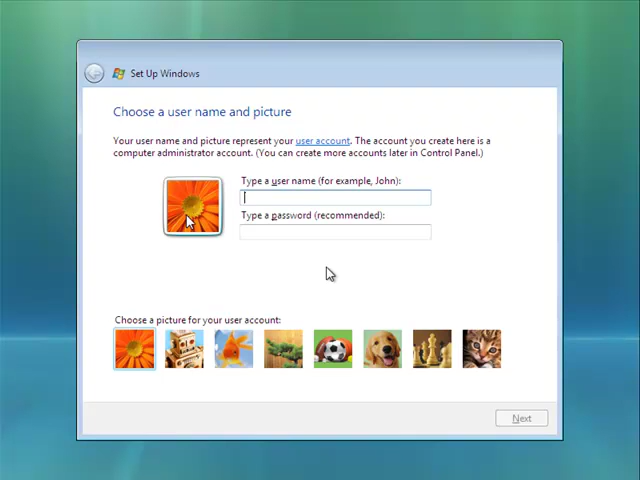 Set Up Windows
Choose a user name and picture
Your user name and picture represent your user account. The account you create here is a
computer administrator account. (You can create more accounts later in Control Panel.)
Type a user name (for example, John):
Type a password (recommended):
Choose a picture for your user account:
Next